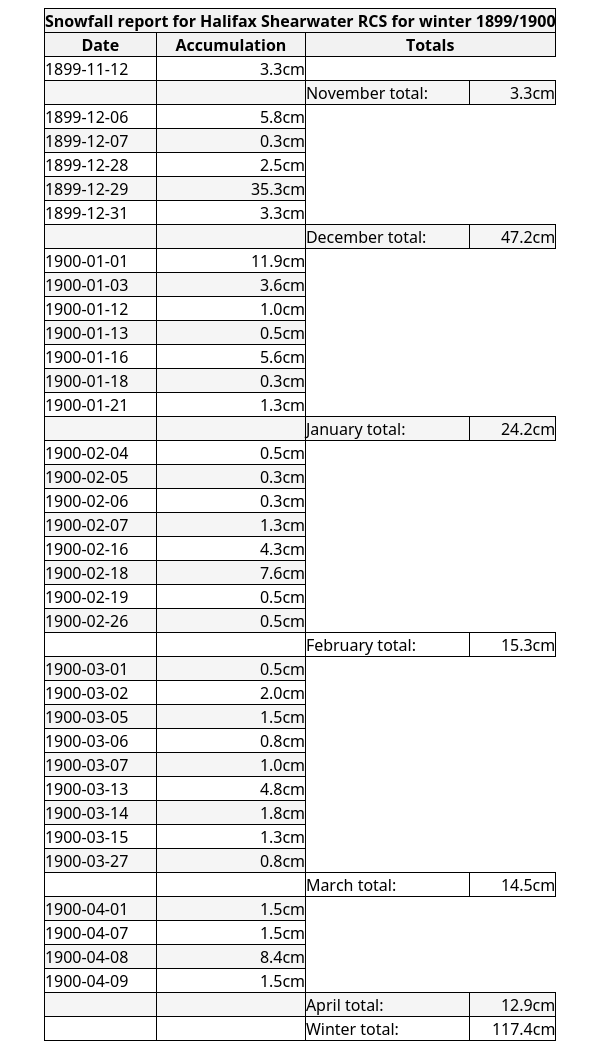 Snowfall report for Halifax Shearwater RCS for winter 1899/1900
Date Accumulation Totals
1899-11-12 3.3cm
November total: 3.3cm
1899-12-06 5.8cm
1899-12-07 0.3cm
1899-12-28 2.5cm
1899-12-29 35.3cm
1899-12-31 3.3cm
December total: 47.2cm
1900-01-01 11.9cm
1900-01-03 3.6cm
1900-01-12 1.0cm
1900-01-13 0.5cm
1900-01-16 5.6cm
1900-01-18 0.3cm
1900-01-21 1.3cm
January total: 24.2cm
1900-02-04 0.5cm
1900-02-05 0.3cm
1900-02-06 0.3cm
1900-02-07 1.3cm
1900-02-16 4.3cm
1900-02-18 7.6cm
1900-02-19 0.5cm
1900-02-26 0.5cm
February total: 15.3cm
1900-03-01 0.5cm
1900-03-02 2.0cm
1900-03-05 1.5cm
1900-03-06 0.8cm
1900-03-07 1.0cm
1900-03-13 4.8cm
1900-03-14 1.8cm
1900-03-15 1.3cm
1900-03-27 0.8cm
March total: 14.5cm
1900-04-01 1.5cm
1900-04-07 1.5cm
1900-04-08 8.4cm
1900-04-09 1.5cm
April total: 12.9cm
Winter total: 117.4cm